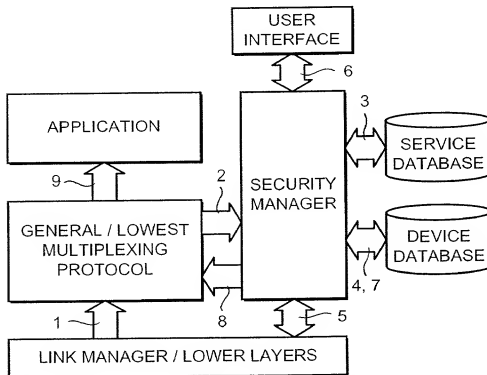 USER
INTERFACE
6
APPLICATION
3
SERVICE
DATABASE
9
2
SECURITY
MANAGER
GENERAL / LOWEST
MULTIPLEXING
PROTOCOL
DEVICE
DATABASE
4, 7
8
1
5
LINK MANAGER / LOWER LAYERS